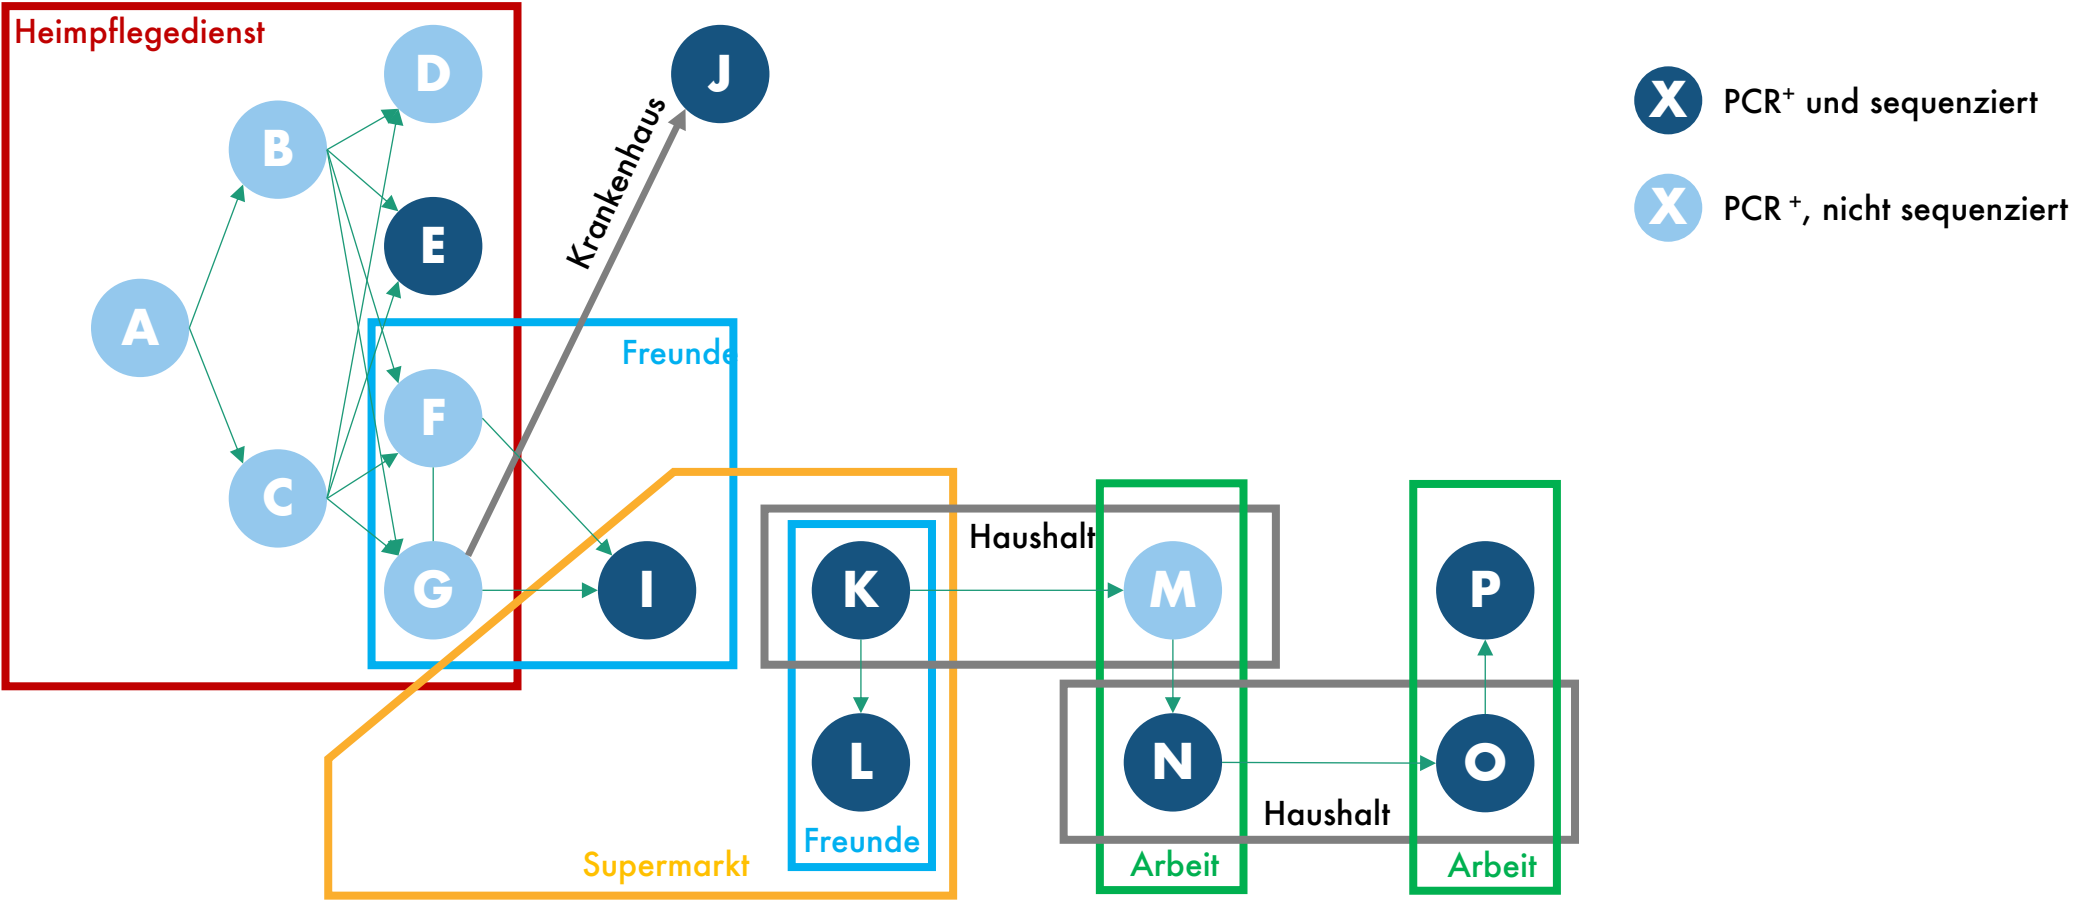 Heimpflegedienst
D
J
B
X PCR⁺ und sequenziert
Krankenhaus
X PCR ⁺, nicht sequenziert
E
A
Freunde
F
C
Haushalt
G
I
K
M
P
L
N
O
Haushalt
Freunde
Supermarkt
Arbeit
Arbeit